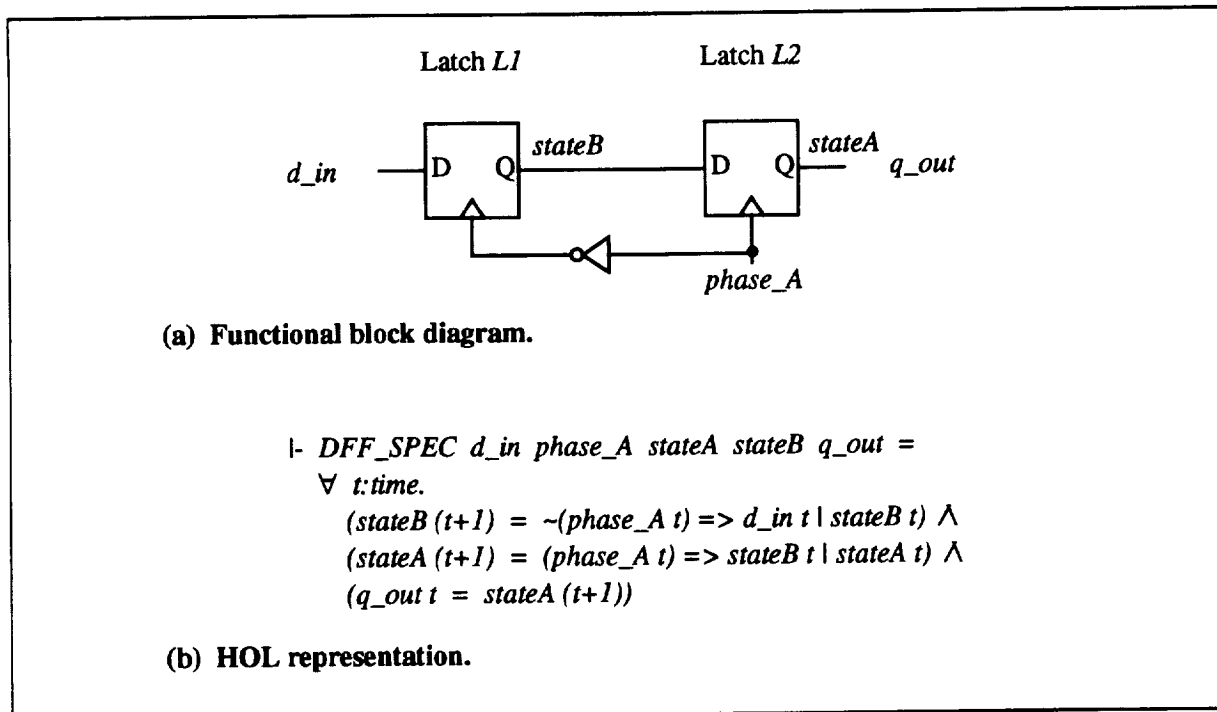 Latch L1 Latch L2
d_in D Q stateB D Q stateA q_out
phase_A
(a) Functional block diagram.
|- DFF_SPEC d_in phase_A stateA stateB q_out =
∀ t:time.
(stateB (t+1) = ~(phase_A t) => d_in t | stateB t) ∧
(stateA (t+1) = (phase_A t) => stateB t | stateA t) ∧
(q_out t = stateA (t+1))
(b) HOL representation.